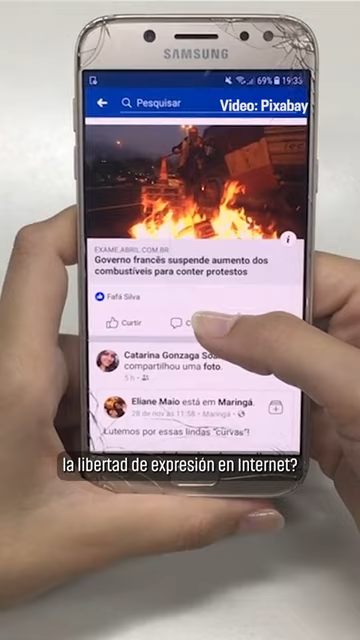 SAMSUNG
69% 19:33
Pesquisar
Video: Pixabay
EXAME.ABRIL.COM.BR
Governo francês suspende aumento dos
combustíveis para conter protestos
Fafá Silva
Curtir
Catarina Gonzaga
compartilhou uma foto.
5 h
Eliane Maio está em Maringá.
28 de nov às 11:58 · Maringá
Lutemos por essas lindas "curvas"!
la libertad de expresión en Internet?